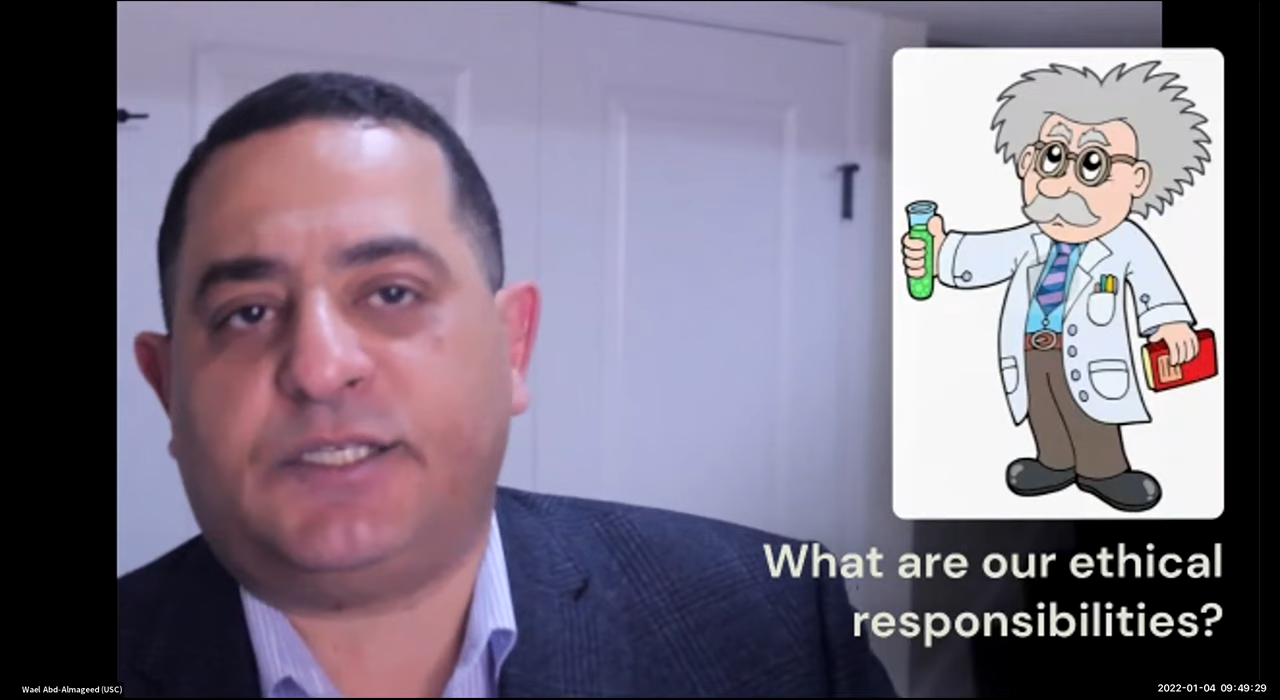 What are our ethical
responsibilities?
Wael Abd-Almageed (USC)
2022-01-04 09:49:29